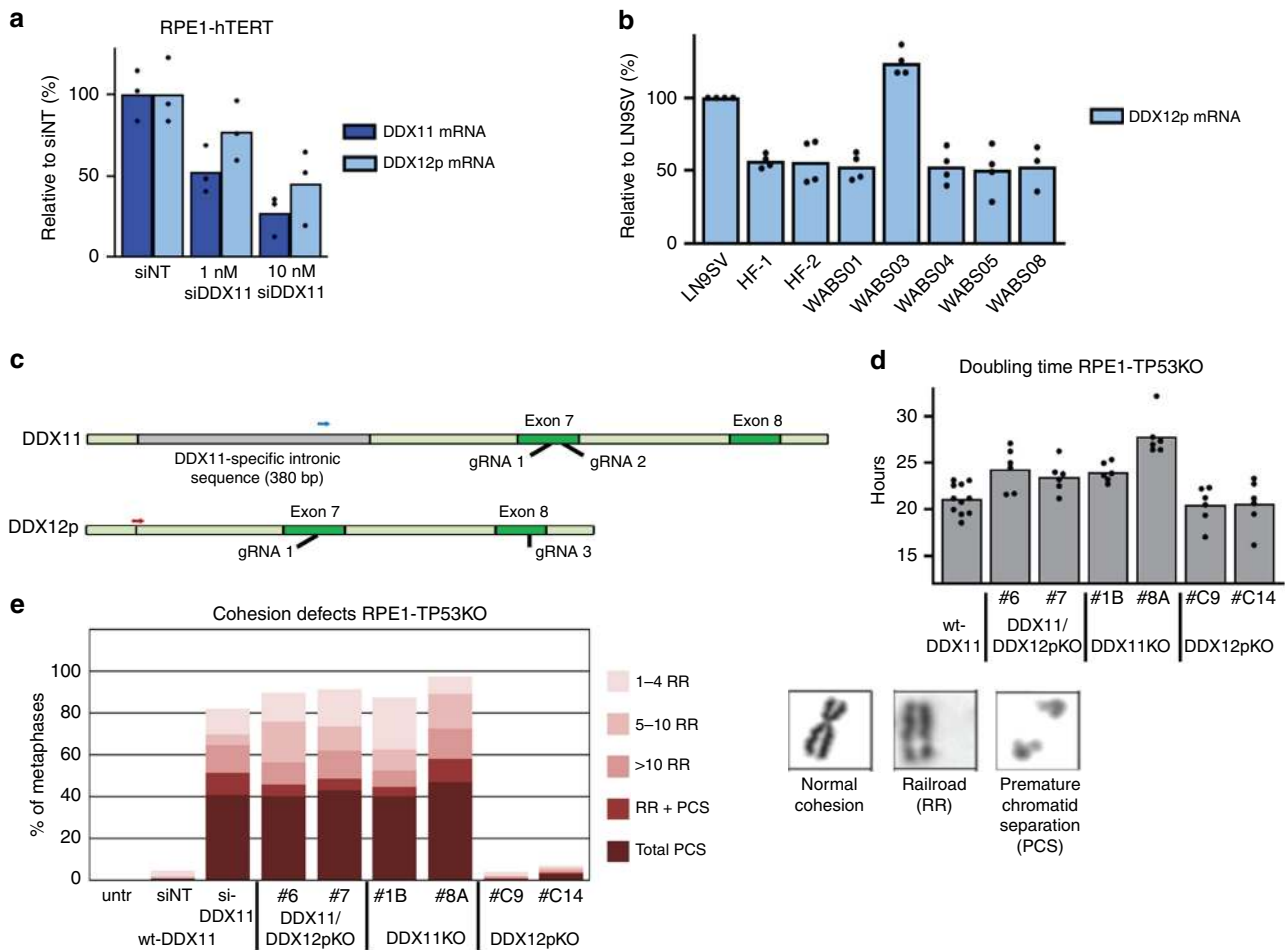 a
RPE1-hTERT
Relative to siNT (%)
100
50
0
siNT
1 nM
siDDX11
10 nM
siDDX11
DDX11 mRNA
DDX12p mRNA
b
Relative to LN9SV (%)
100
50
0
LN9SV
HF-1
HF-2
WABS01
WABS03
WABS04
WABS05
WABS08
DDX12p mRNA
c
DDX11
Exon 7
Exon 8
DDX11-specific intronic
sequence (380 bp)
gRNA 1
gRNA 2
DDX12p
Exon 7
Exon 8
gRNA 1
gRNA 3
d
Doubling time RPE1-TP53KO
Hours
30
25
20
15
#6 #7 #1B #8A #C9 #C14
wt-
DDX11
DDX11/
DDX12pKO
DDX11KO
DDX12pKO
e
Cohesion defects RPE1-TP53KO
% of metaphases
100
80
60
40
20
0
untr
siNT
si-
DDX11
#6 #7 #1B #8A #C9 #C14
wt-DDX11
DDX11/
DDX12pKO
DDX11KO
DDX12pKO
1–4 RR
5–10 RR
>10 RR
RR + PCS
Total PCS
Normal
cohesion
Railroad
(RR)
Premature
chromatid
separation
(PCS)